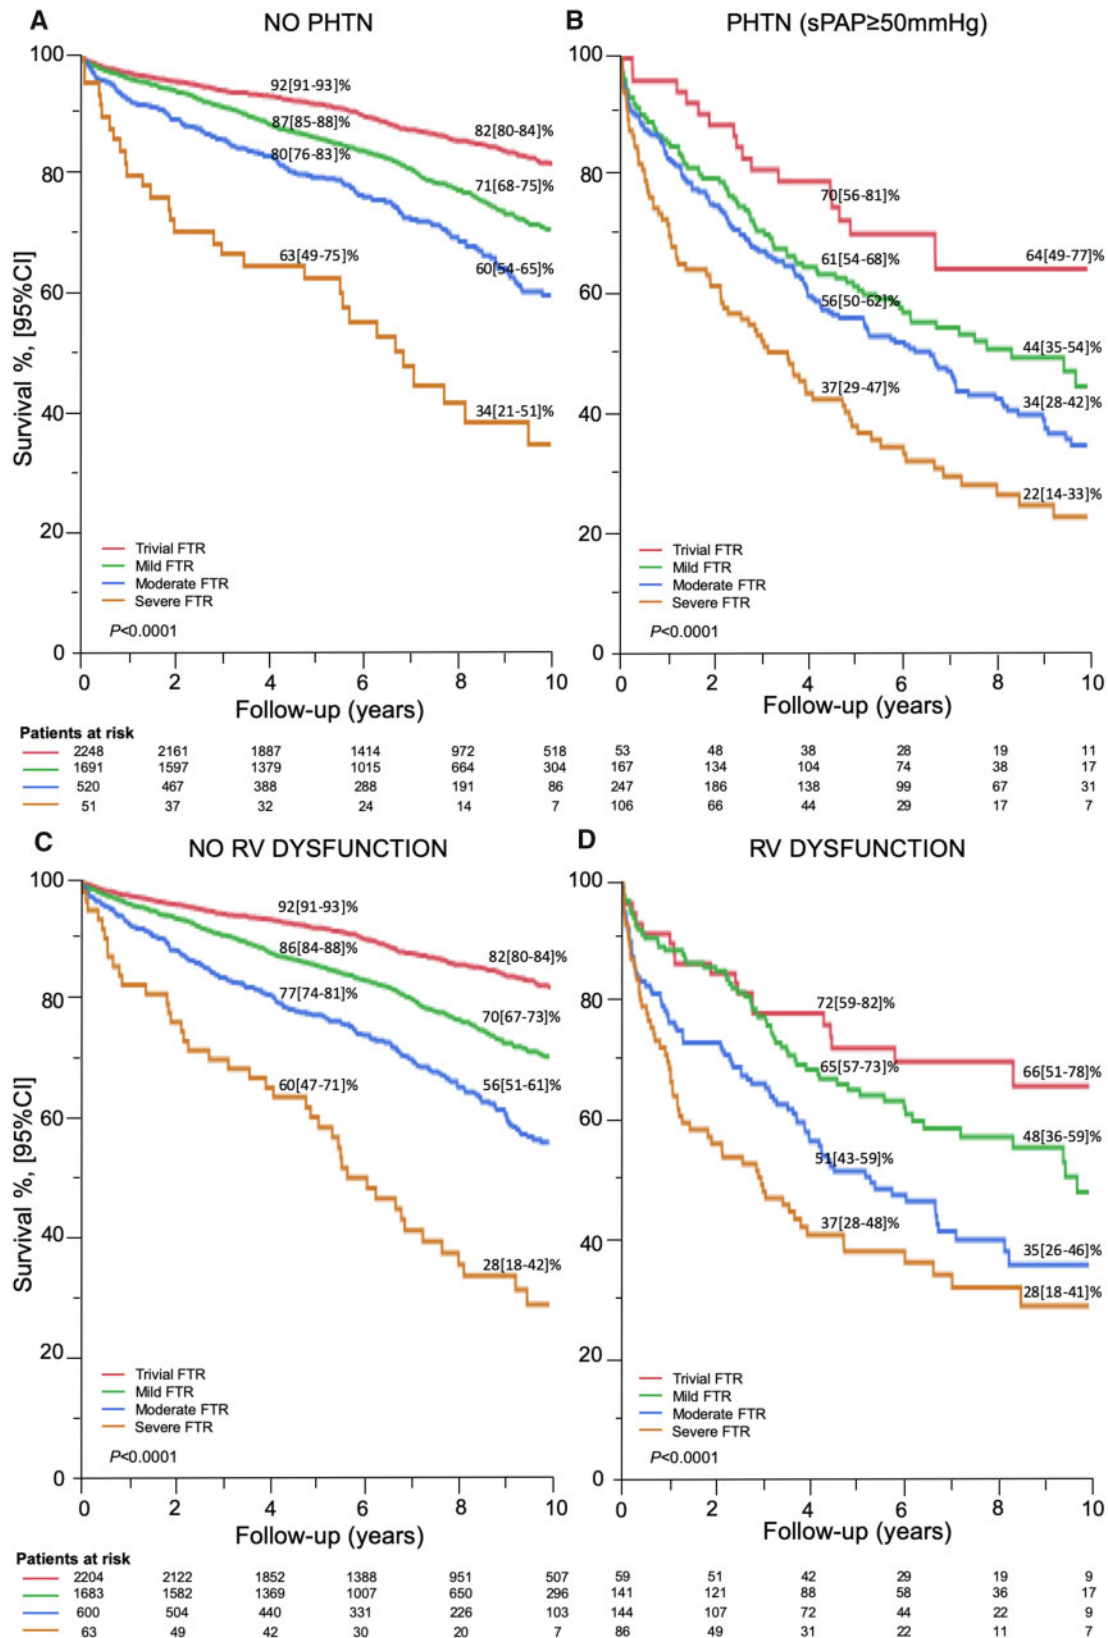 A
NO PHTN
100
80
60
40
20
0
Survival %, [95%CI]
92[91-93]%
82[80-84]%
87[85-88]%
71[68-75]%
80[76-83]%
60[54-65]%
63[49-75]%
34[21-51]%
Trivial FTR
Mild FTR
Moderate FTR
Severe FTR
P<0.0001
0 2 4 6 8 10
Follow-up (years)
B
PHTN (sPAP≥50mmHg)
100
80
60
40
20
0
70[56-81]%
64[49-77]%
61[54-68]%
44[35-54]%
56[50-62]%
34[28-42]%
37[29-47]%
22[14-33]%
Trivial FTR
Mild FTR
Moderate FTR
Severe FTR
P<0.0001
0 2 4 6 8 10
Follow-up (years)
Patients at risk
2248 2161 1887 1414 972 518 53 48 38 28 19 11
1691 1597 1379 1015 664 304 167 134 104 74 38 17
520 467 388 288 191 86 247 186 138 99 67 31
51 37 32 24 14 7 106 66 44 29 17 7
C
NO RV DYSFUNCTION
100
80
60
40
20
0
Survival %, [95%CI]
92[91-93]%
82[80-84]%
86[84-88]%
70[67-73]%
77[74-81]%
56[51-61]%
60[47-71]%
28[18-42]%
Trivial FTR
Mild FTR
Moderate FTR
Severe FTR
P<0.0001
0 2 4 6 8 10
Follow-up (years)
D
RV DYSFUNCTION
100
80
60
40
20
0
72[59-82]%
66[51-78]%
65[57-73]%
48[36-59]%
51[43-59]%
35[26-46]%
37[28-48]%
28[18-41]%
Trivial FTR
Mild FTR
Moderate FTR
Severe FTR
P<0.0001
0 2 4 6 8 10
Follow-up (years)
Patients at risk
2204 2122 1852 1388 951 507 59 51 42 29 19 9
1683 1582 1369 1007 650 296 141 121 88 58 36 17
600 504 440 331 226 103 144 107 72 44 22 9
63 49 42 30 20 7 86 49 31 22 11 7